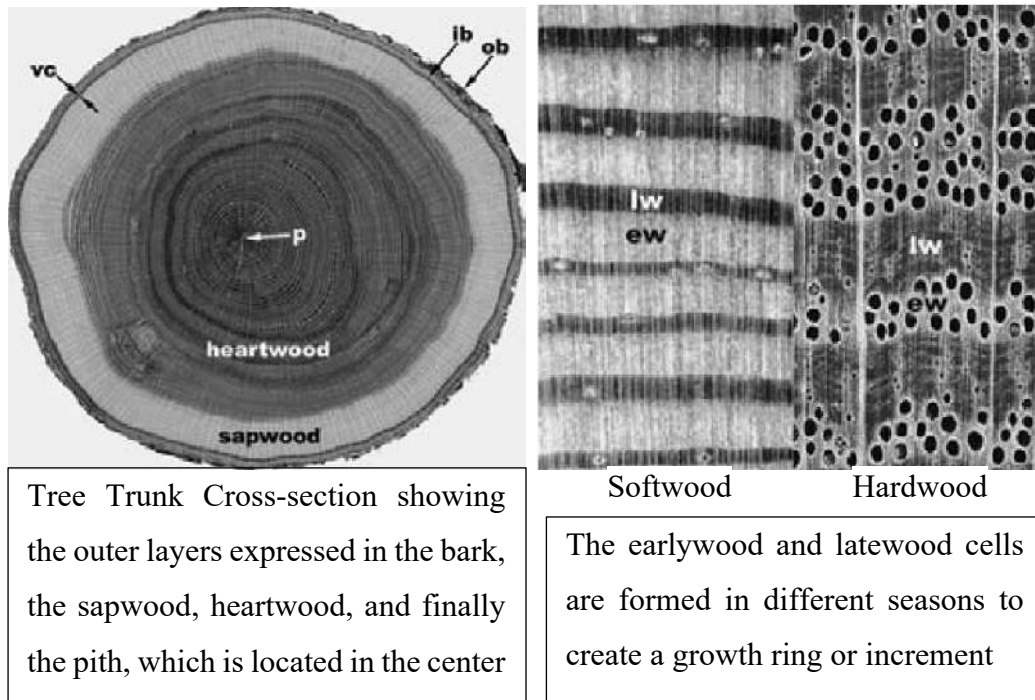 ib
ob
vc
p
heartwood
sapwood
lw
ew
lw
ew
Softwood
Hardwood
Tree Trunk Cross-section showing
the outer layers expressed in the bark,
the sapwood, heartwood, and finally
the pith, which is located in the center
The earlywood and latewood cells
are formed in different seasons to
create a growth ring or increment